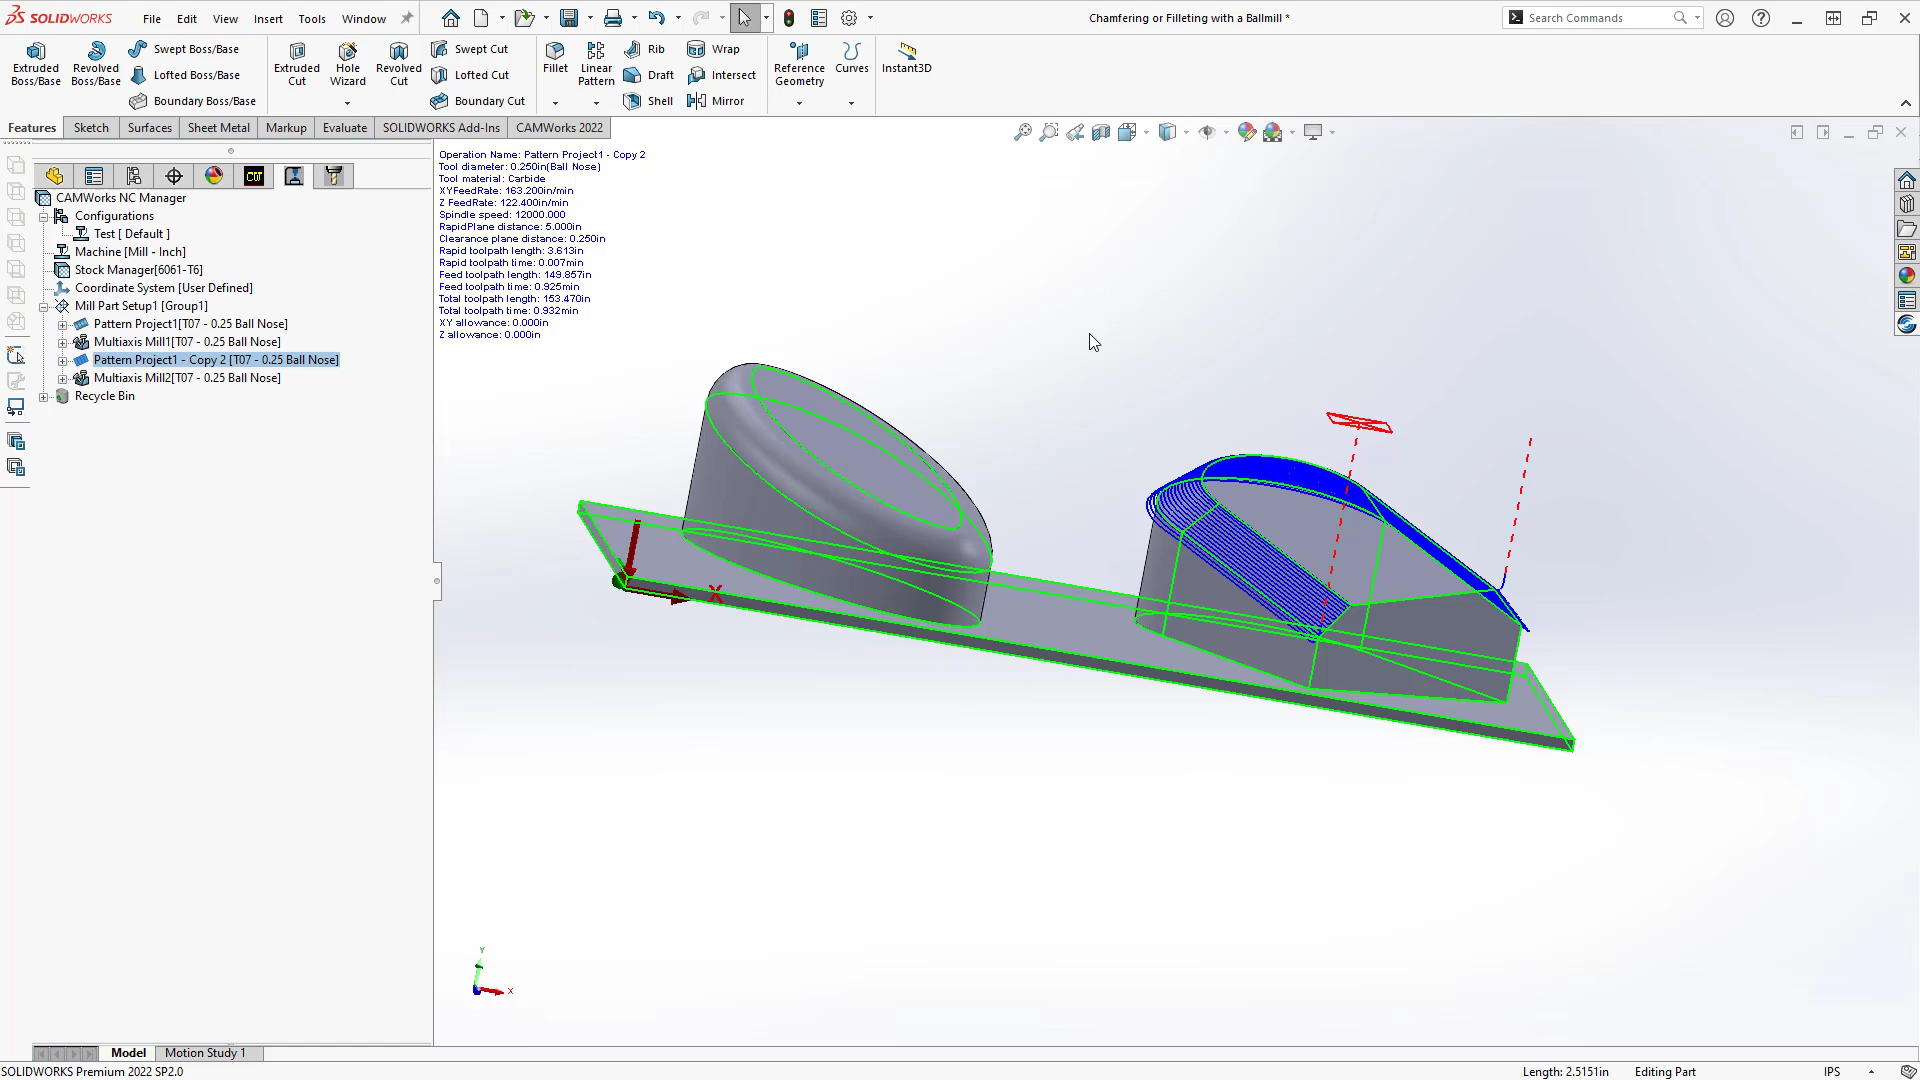 SOLIDWORKS
File Edit View Insert Tools Window
Chamfering or Filleting with a Ballmill *
Search Commands
Extruded Boss/Base
Revolved Boss/Base
Swept Boss/Base
Lofted Boss/Base
Boundary Boss/Base
Extruded Cut
Hole Wizard
Revolved Cut
Swept Cut
Lofted Cut
Boundary Cut
Fillet
Linear Pattern
Rib
Draft
Shell
Wrap
Intersect
Mirror
Reference Geometry
Curves
Instant3D
Features Sketch Surfaces Sheet Metal Markup Evaluate SOLIDWORKS Add-Ins CAMWorks 2022
CW
CAMWorks NC Manager
Configurations
Test [ Default ]
Machine [Mill - Inch]
Stock Manager[6061-T6]
Coordinate System [User Defined]
Mill Part Setup1 [Group1]
Pattern Project1[T07 - 0.25 Ball Nose]
Multiaxis Mill1[T07 - 0.25 Ball Nose]
Pattern Project1 - Copy 2 [T07 - 0.25 Ball Nose]
Multiaxis Mill2[T07 - 0.25 Ball Nose]
Recycle Bin
Operation Name: Pattern Project1 - Copy 2
Tool diameter: 0.250in(Ball Nose)
Tool material: Carbide
XYFeedRate: 163.200in/min
Z FeedRate: 122.400in/min
Spindle speed: 12000.000
RapidPlane distance: 5.000in
Clearance plane distance: 0.250in
Rapid toolpath length: 3.613in
Rapid toolpath time: 0.007min
Feed toolpath length: 149.857in
Feed toolpath time: 0.925min
Total toolpath length: 153.470in
Total toolpath time: 0.932min
XY allowance: 0.000in
Z allowance: 0.000in
X
Y
X
Model Motion Study 1
SOLIDWORKS Premium 2022 SP2.0
Length: 2.5151in Editing Part IPS